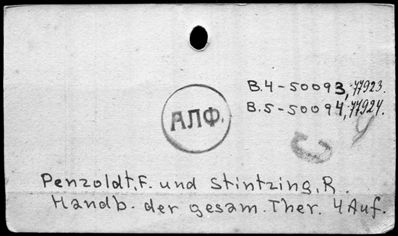 В.4-50093,77923.
В.5-50094,77924.
АЛФ.
Penzoldt,F. und Stintzing,R.
Handb. der gesam. Ther. 4 Auf.